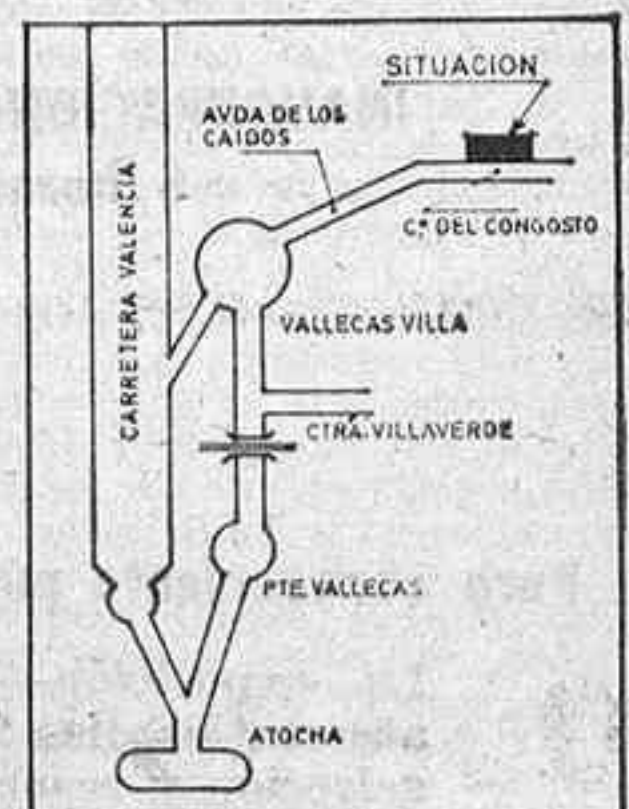 SITUACION
AVDA DE LOS
CAIDOS
Cº DEL CONGOSTO
CARRETERA VALENCIA
VALLECAS VILLA
CTRA. VILLAVERDE
PTE. VALLECAS
ATOCHA